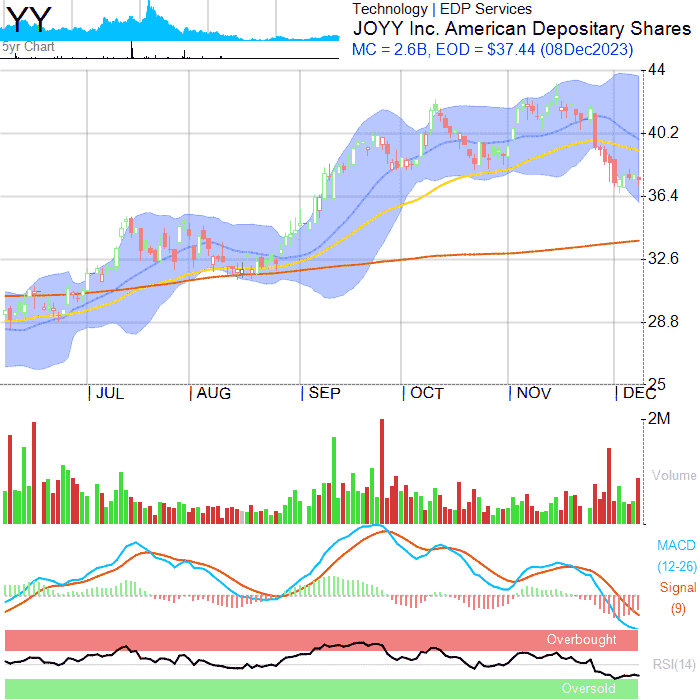 YY
5yr Chart
Technology | EDP Services
JOYY Inc. American Depositary Shares
MC = 2.6B, EOD = $37.44 (08Dec2023)
44
40.2
36.4
32.6
28.8
25
JUL AUG SEP OCT NOV DEC
2M
Volume
MACD
(12-26)
Signal
(9)
Overbought
RSI(14)
Oversold